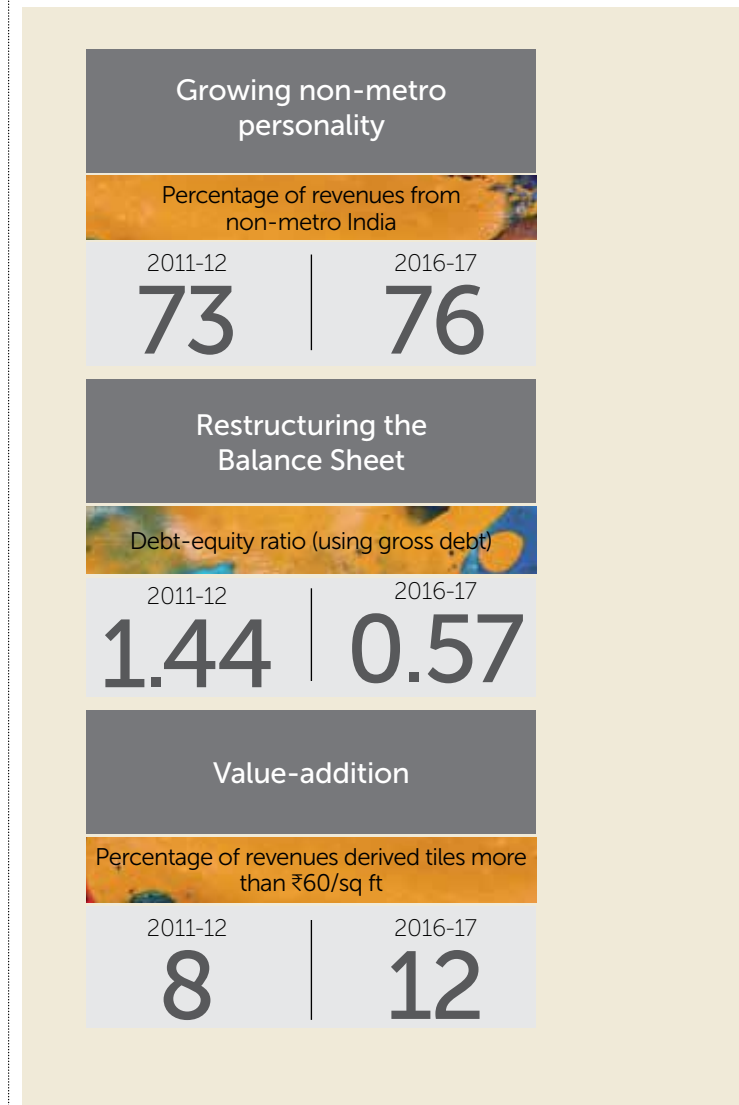 Growing non-metro
personality
Percentage of revenues from
non-metro India
2011-12
2016-17
73
76
Restructuring the
Balance Sheet
Debt-equity ratio (using gross debt)
2011-12
2016-17
1.44
0.57
Value-addition
Percentage of revenues derived tiles more
than ₹60/sq ft
2011-12
2016-17
8
12